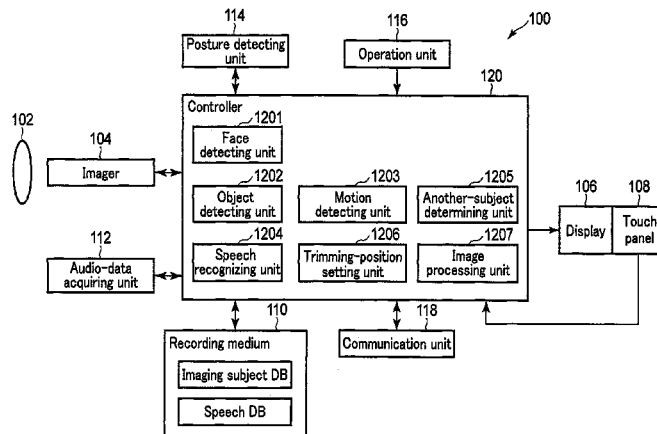 114
116
100
Posture detecting
unit
Operation unit
120
Controller
1201
Face
detecting unit
102
104
Imager
1202
Object
detecting unit
1203
Motion
detecting unit
1205
Another-subject
determining unit
106
108
Display
Touch
panel
112
Audio-data
acquiring unit
1204
Speech
recognizing unit
1206
Trimming-position
setting unit
1207
Image
processing unit
110
Recording medium
Imaging subject DB
Speech DB
118
Communication unit